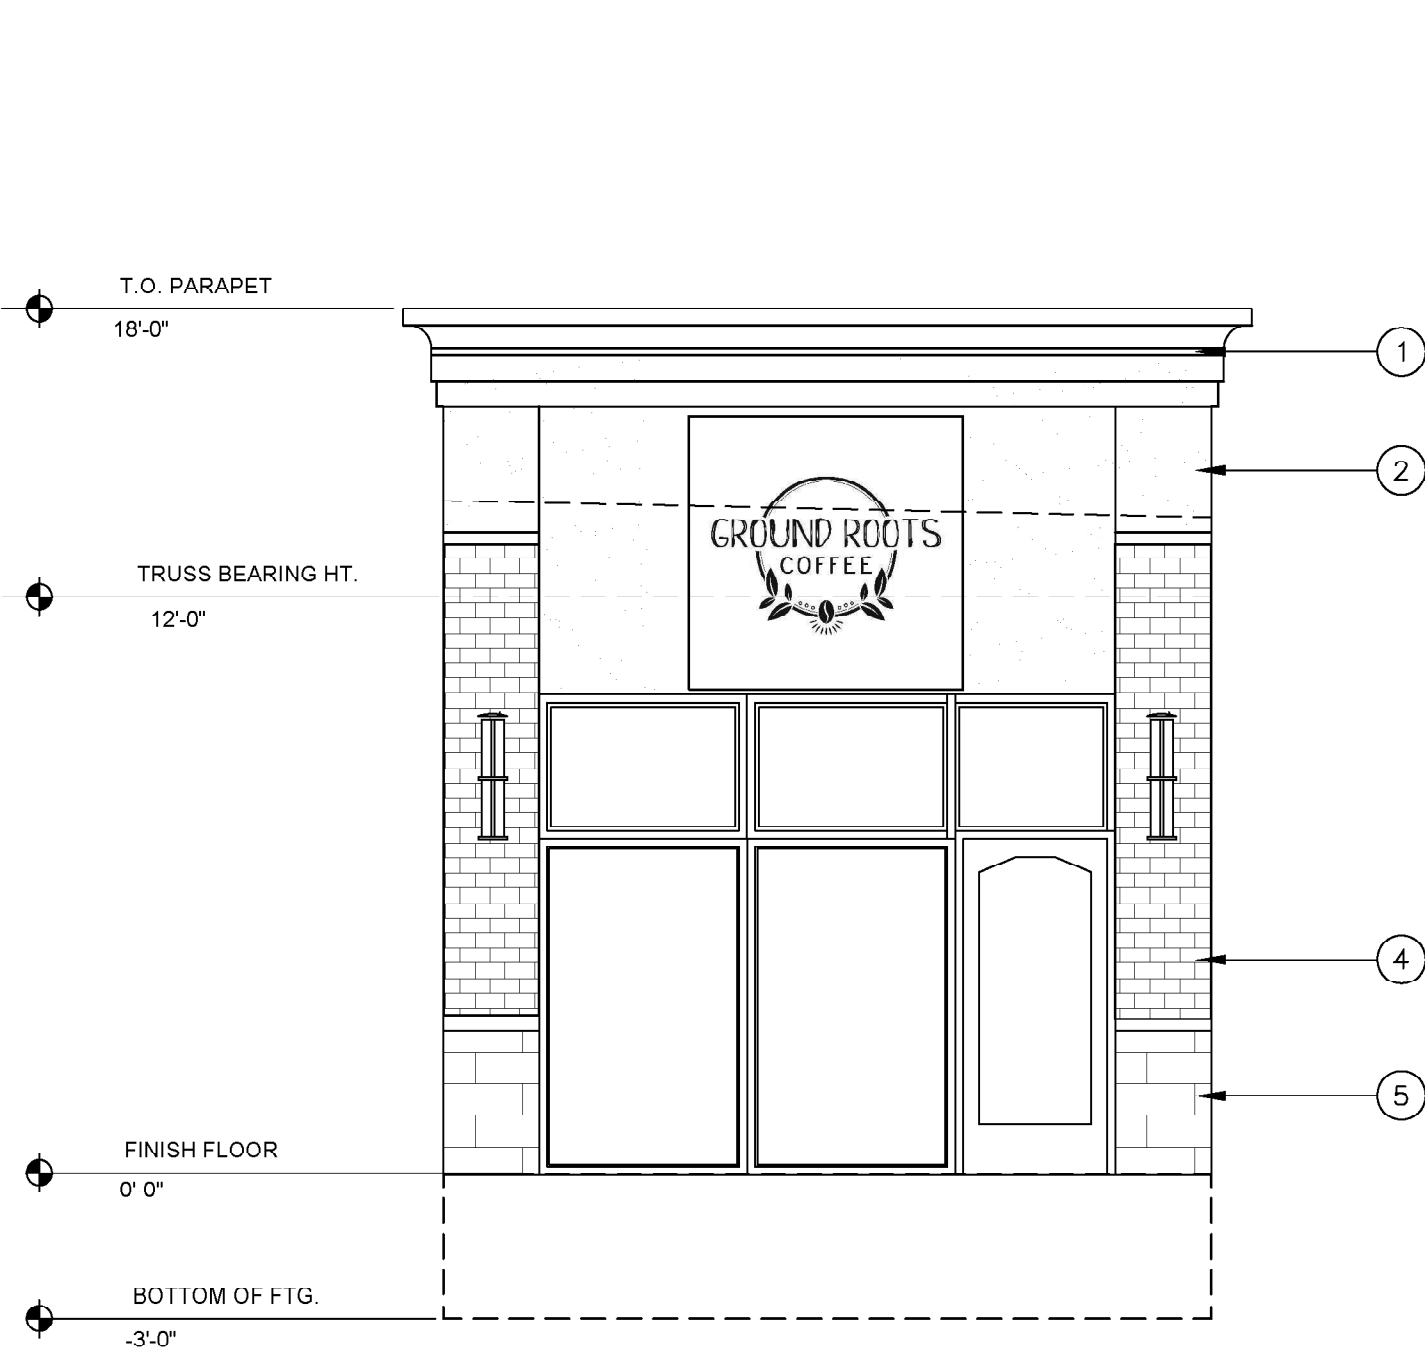 T.O. PARAPET
18'-0"
1
GROUND ROOTS
COFFEE
2
TRUSS BEARING HT.
12'-0"
4
5
FINISH FLOOR
0' 0"
BOTTOM OF FTG.
-3'-0"